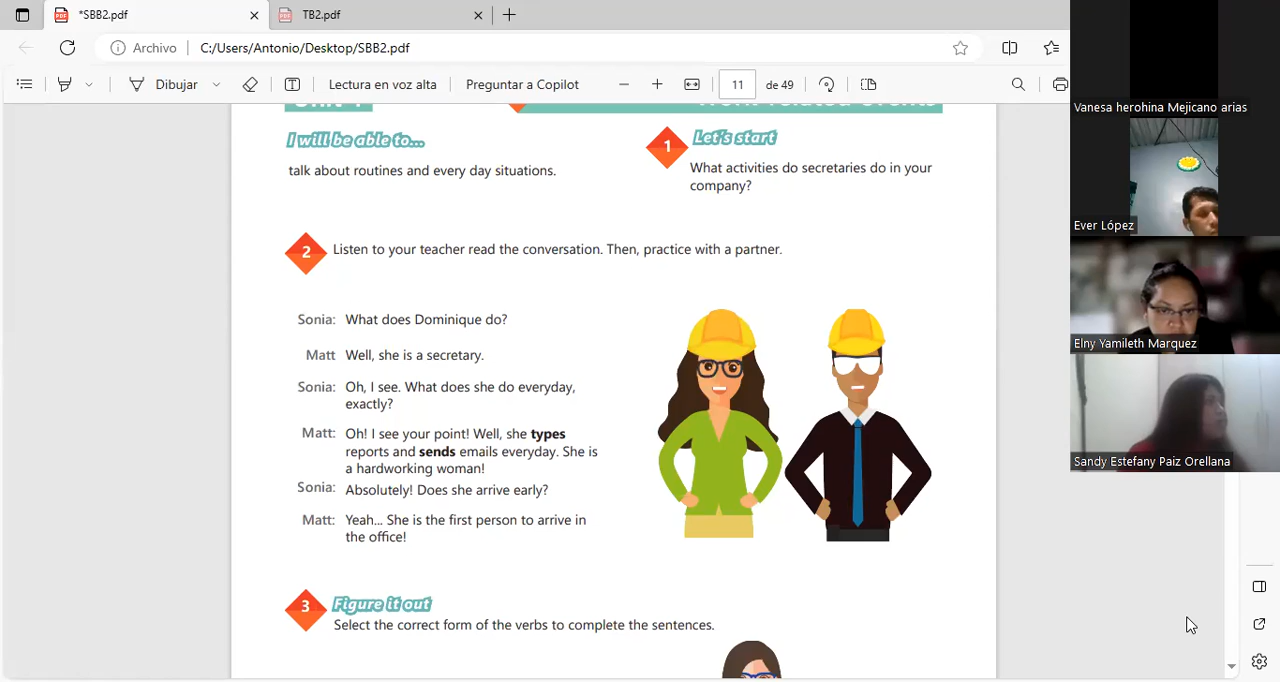 *SBB2.pdf
TB2.pdf
Archivo
C:/Users/Antonio/Desktop/SBB2.pdf
Dibujar
Lectura en voz alta
Preguntar a Copilot
11
de 49
I will be able to...
talk about routines and every day situations.
1
Let's start
What activities do secretaries do in your
company?
2
Listen to your teacher read the conversation. Then, practice with a partner.
Sonia: What does Dominique do?
Matt Well, she is a secretary.
Sonia: Oh, I see. What does she do everyday,
exactly?
Matt: Oh! I see your point! Well, she types
reports and sends emails everyday. She is
a hardworking woman!
Sonia: Absolutely! Does she arrive early?
Matt: Yeah... She is the first person to arrive in
the office!
3
Figure it out
Select the correct form of the verbs to complete the sentences.
Vanesa herohina Mejicano arias
Ever López
Elny Yamileth Marquez
Sandy Estefany Paiz Orellana